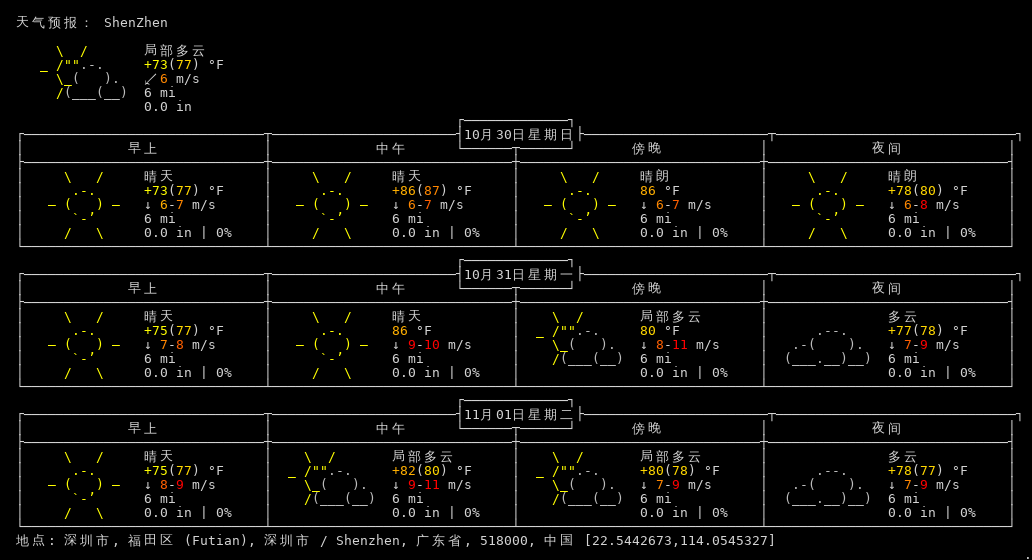 天气预报： ShenZhen
局部多云
+73(77) °F
↙ 6 m/s
6 mi
0.0 in
10月30日星期日
早上 中午 傍晚 夜间
晴天 晴天 晴朗 晴朗
+73(77) °F +86(87) °F 86 °F +78(80) °F
↓ 6-7 m/s ↓ 6-7 m/s ↓ 6-7 m/s ↓ 6-8 m/s
6 mi 6 mi 6 mi 6 mi
0.0 in | 0% 0.0 in | 0% 0.0 in | 0% 0.0 in | 0%
10月31日星期一
早上 中午 傍晚 夜间
晴天 晴天 局部多云 多云
+75(77) °F 86 °F 80 °F +77(78) °F
↓ 7-8 m/s ↓ 9-10 m/s ↓ 8-11 m/s ↓ 7-9 m/s
6 mi 6 mi 6 mi 6 mi
0.0 in | 0% 0.0 in | 0% 0.0 in | 0% 0.0 in | 0%
11月01日星期二
早上 中午 傍晚 夜间
晴天 局部多云 局部多云 多云
+75(77) °F +82(80) °F +80(78) °F +78(77) °F
↓ 8-9 m/s ↓ 9-11 m/s ↓ 7-9 m/s ↓ 7-9 m/s
6 mi 6 mi 6 mi 6 mi
0.0 in | 0% 0.0 in | 0% 0.0 in | 0% 0.0 in | 0%
地点: 深圳市, 福田区 (Futian), 深圳市 / Shenzhen, 广东省, 518000, 中国 [22.5442673,114.0545327]